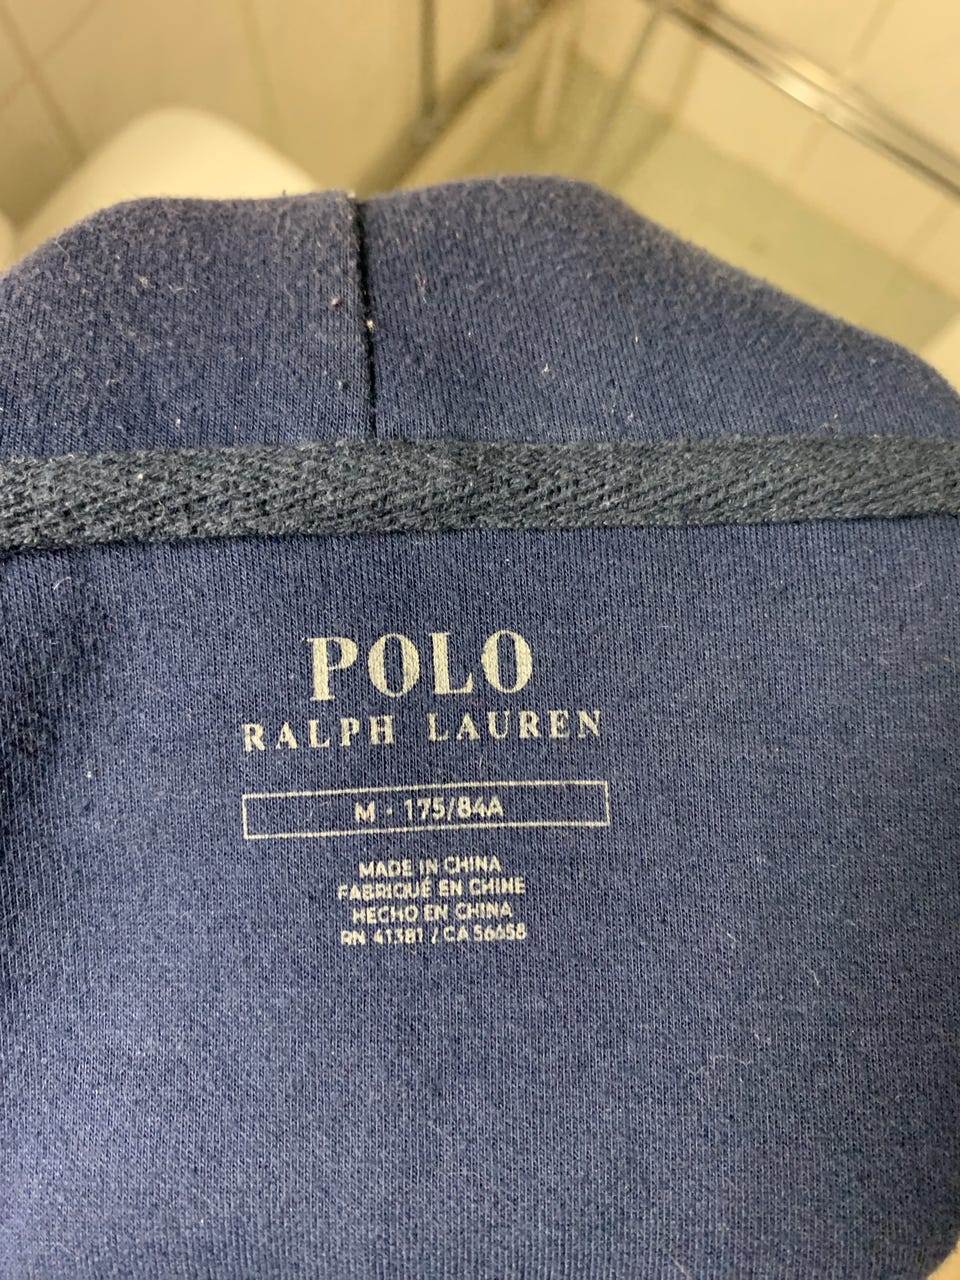 POLO
RALPH LAUREN
M - 175/84A
MADE IN CHINA
FABRIQUÉ EN CHINE
HECHO EN CHINA
RN 41381 / CA 56658